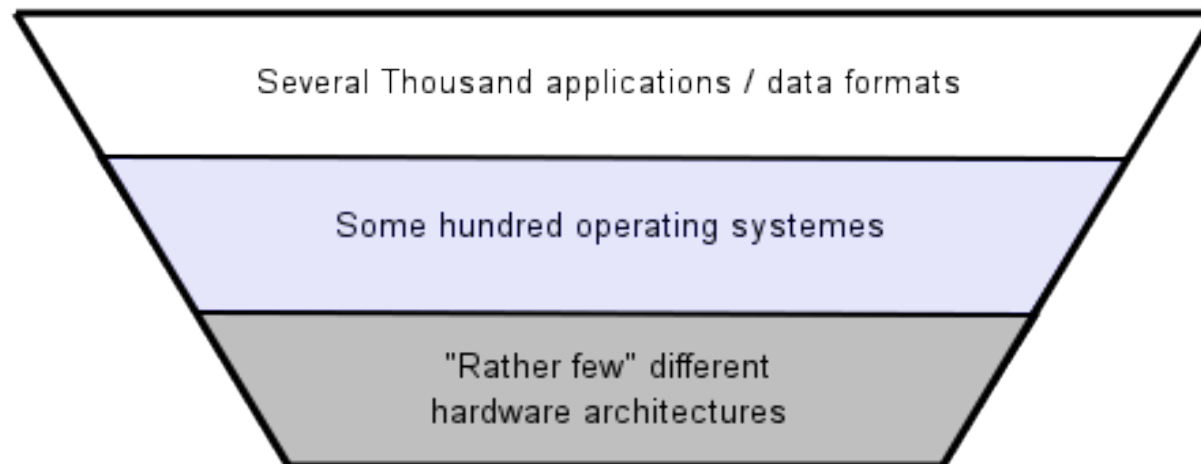 Several Thousand applications / data formats
Some hundred operating systemes
"Rather few" different
hardware architectures